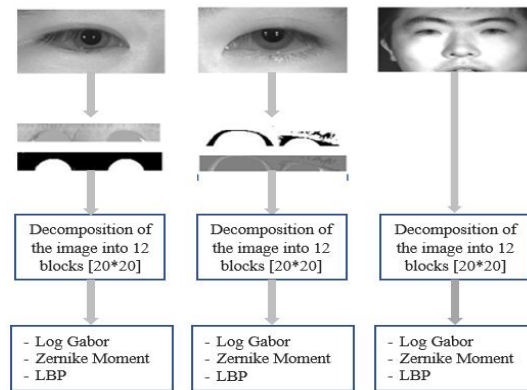 Decomposition of
the image into 12
blocks [20*20]
Decomposition of
the image into 12
blocks [20*20]
Decomposition of
the image into 12
blocks [20*20]
- Log Gabor
- Zernike Moment
- LBP
- Log Gabor
- Zernike Moment
- LBP
- Log Gabor
- Zernike Moment
- LBP